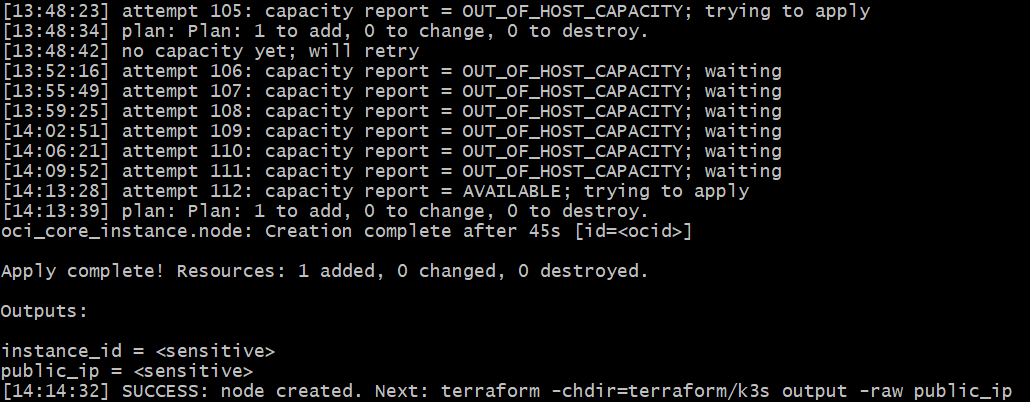 [13:48:23] attempt 105: capacity report = OUT_OF_HOST_CAPACITY; trying to apply
[13:48:34] plan: Plan: 1 to add, 0 to change, 0 to destroy.
[13:48:42] no capacity yet; will retry
[13:52:16] attempt 106: capacity report = OUT_OF_HOST_CAPACITY; waiting
[13:55:49] attempt 107: capacity report = OUT_OF_HOST_CAPACITY; waiting
[13:59:25] attempt 108: capacity report = OUT_OF_HOST_CAPACITY; waiting
[14:02:51] attempt 109: capacity report = OUT_OF_HOST_CAPACITY; waiting
[14:06:21] attempt 110: capacity report = OUT_OF_HOST_CAPACITY; waiting
[14:09:52] attempt 111: capacity report = OUT_OF_HOST_CAPACITY; waiting
[14:13:28] attempt 112: capacity report = AVAILABLE; trying to apply
[14:13:39] plan: Plan: 1 to add, 0 to change, 0 to destroy.
oci_core_instance.node: Creation complete after 45s [id=<ocid>]
Apply complete! Resources: 1 added, 0 changed, 0 destroyed.
Outputs:
instance_id = <sensitive>
public_ip = <sensitive>
[14:14:32] SUCCESS: node created. Next: terraform -chdir=terraform/k3s output -raw public_ip